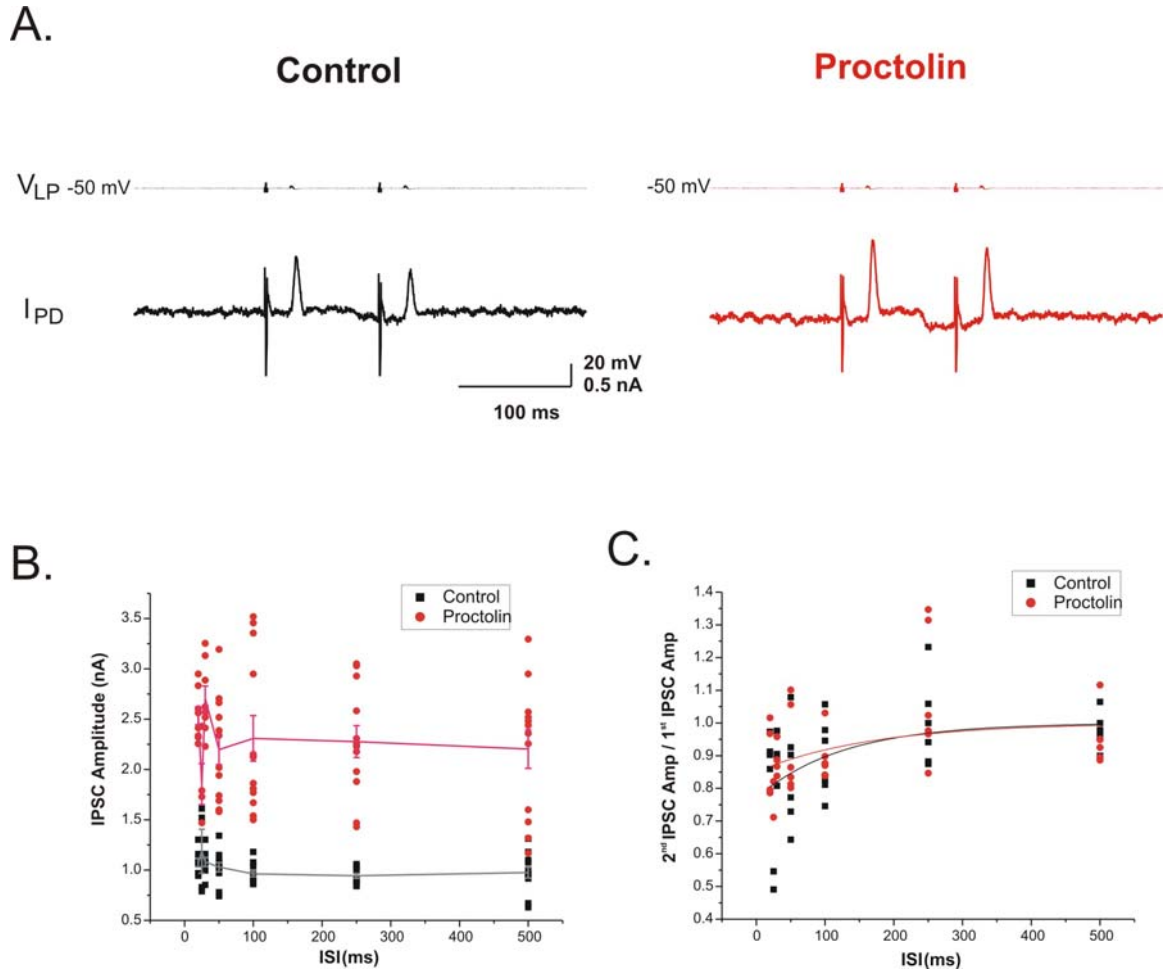 A.
Control
Proctolin
VLP -50 mV
-50 mV
IPD
20 mV
0.5 nA
100 ms
B.
Control
Proctolin
IPSC Amplitude (nA)
3.5
3.0
2.5
2.0
1.5
1.0
0.5
0 100 200 300 400 500
ISI(ms)
C.
Control
Proctolin
2nd IPSC Amp / 1st IPSC Amp
1.4
1.3
1.2
1.1
1.0
0.9
0.8
0.7
0.6
0.5
0.4
0 100 200 300 400 500
ISI(ms)